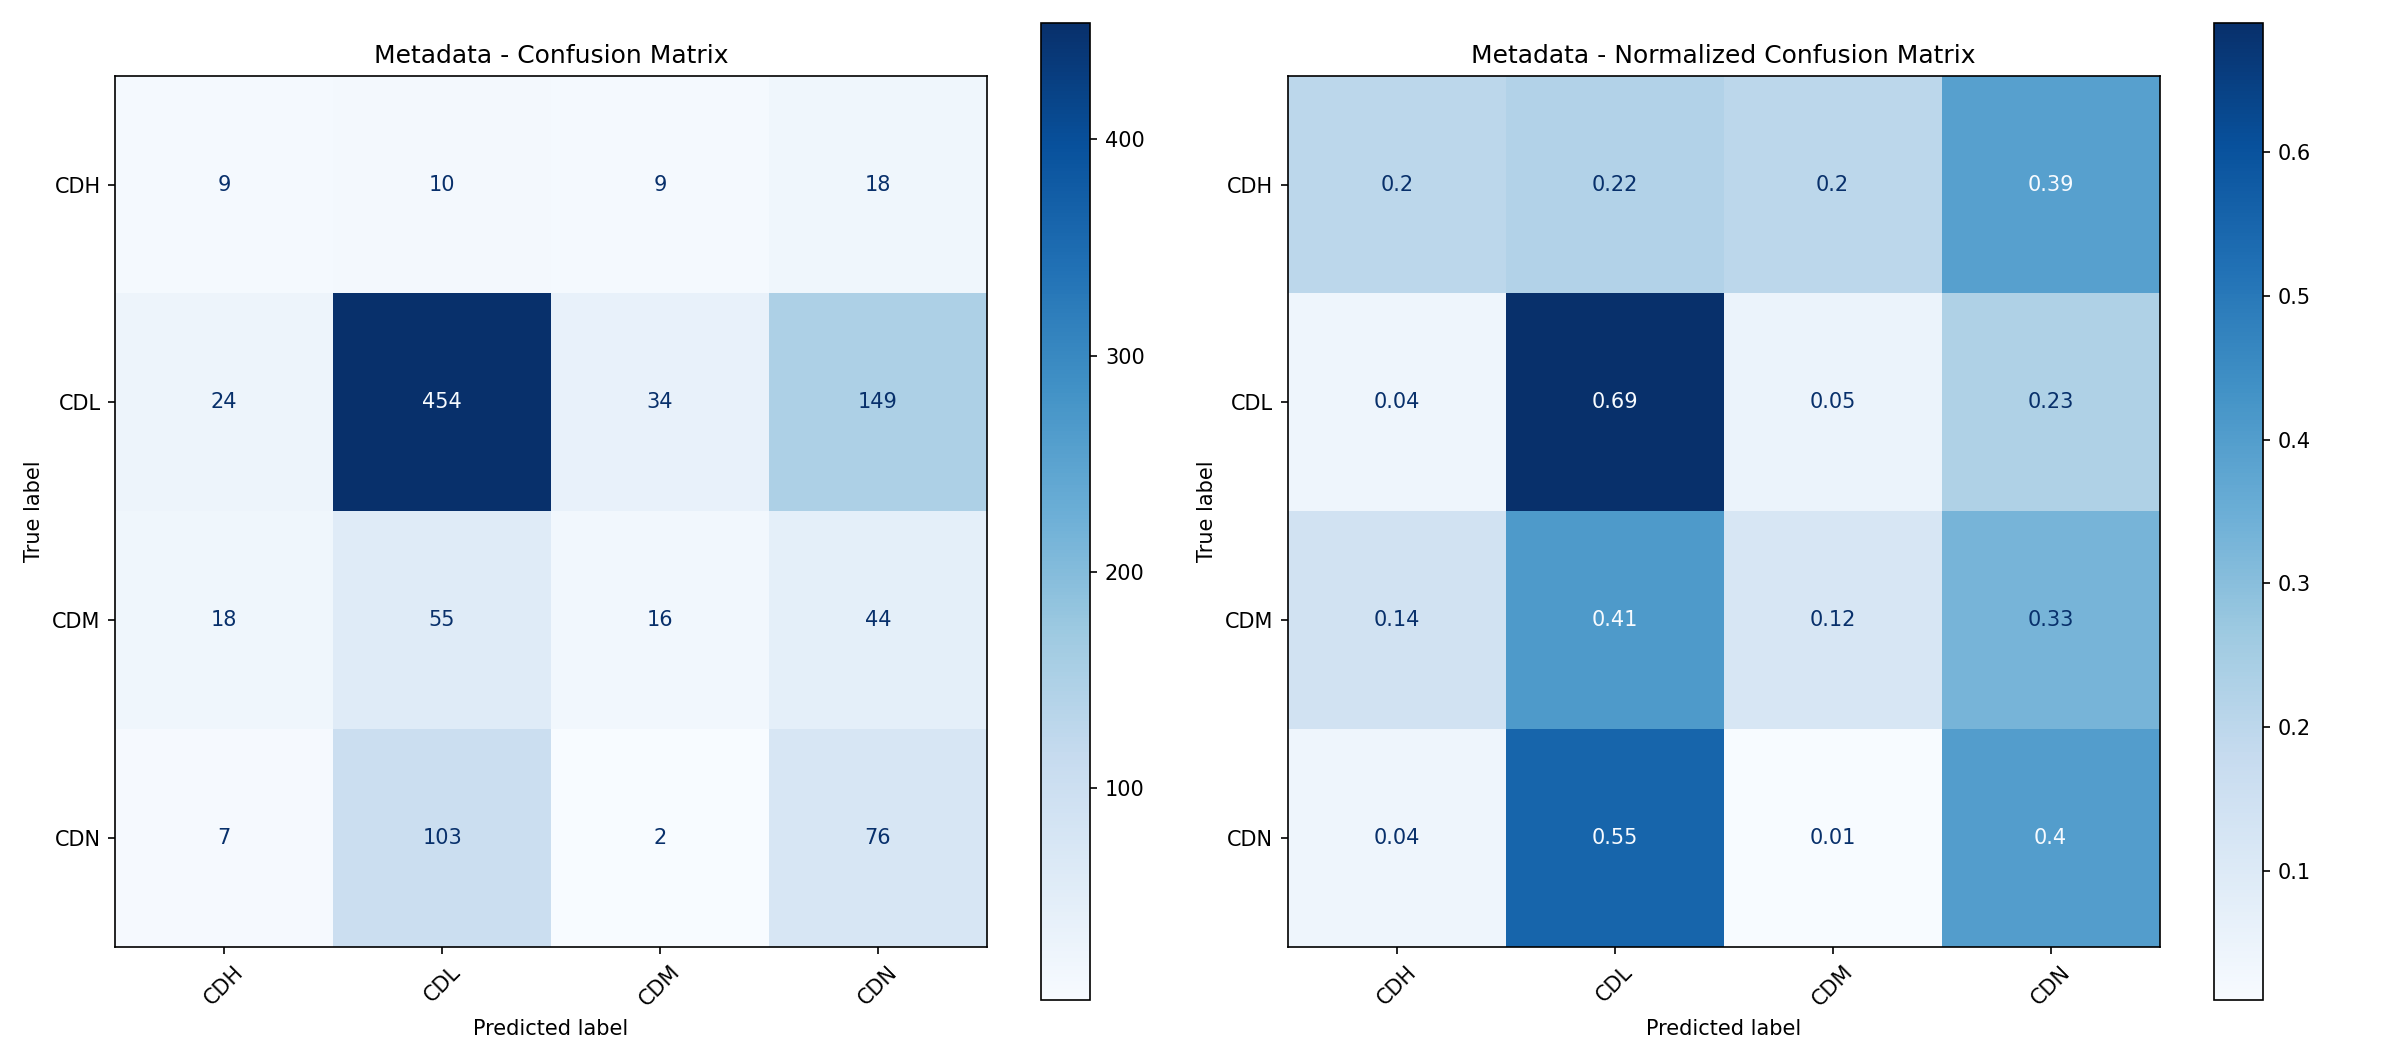 Metadata - Confusion Matrix
CDH 9 10 9 18
CDL 24 454 34 149
CDM 18 55 16 44
CDN 7 103 2 76
CDH CDL CDM CDN
Predicted label
True label
400
300
200
100
Metadata - Normalized Confusion Matrix
CDH 0.2 0.22 0.2 0.39
CDL 0.04 0.69 0.05 0.23
CDM 0.14 0.41 0.12 0.33
CDN 0.04 0.55 0.01 0.4
CDH CDL CDM CDN
Predicted label
True label
0.6
0.5
0.4
0.3
0.2
0.1